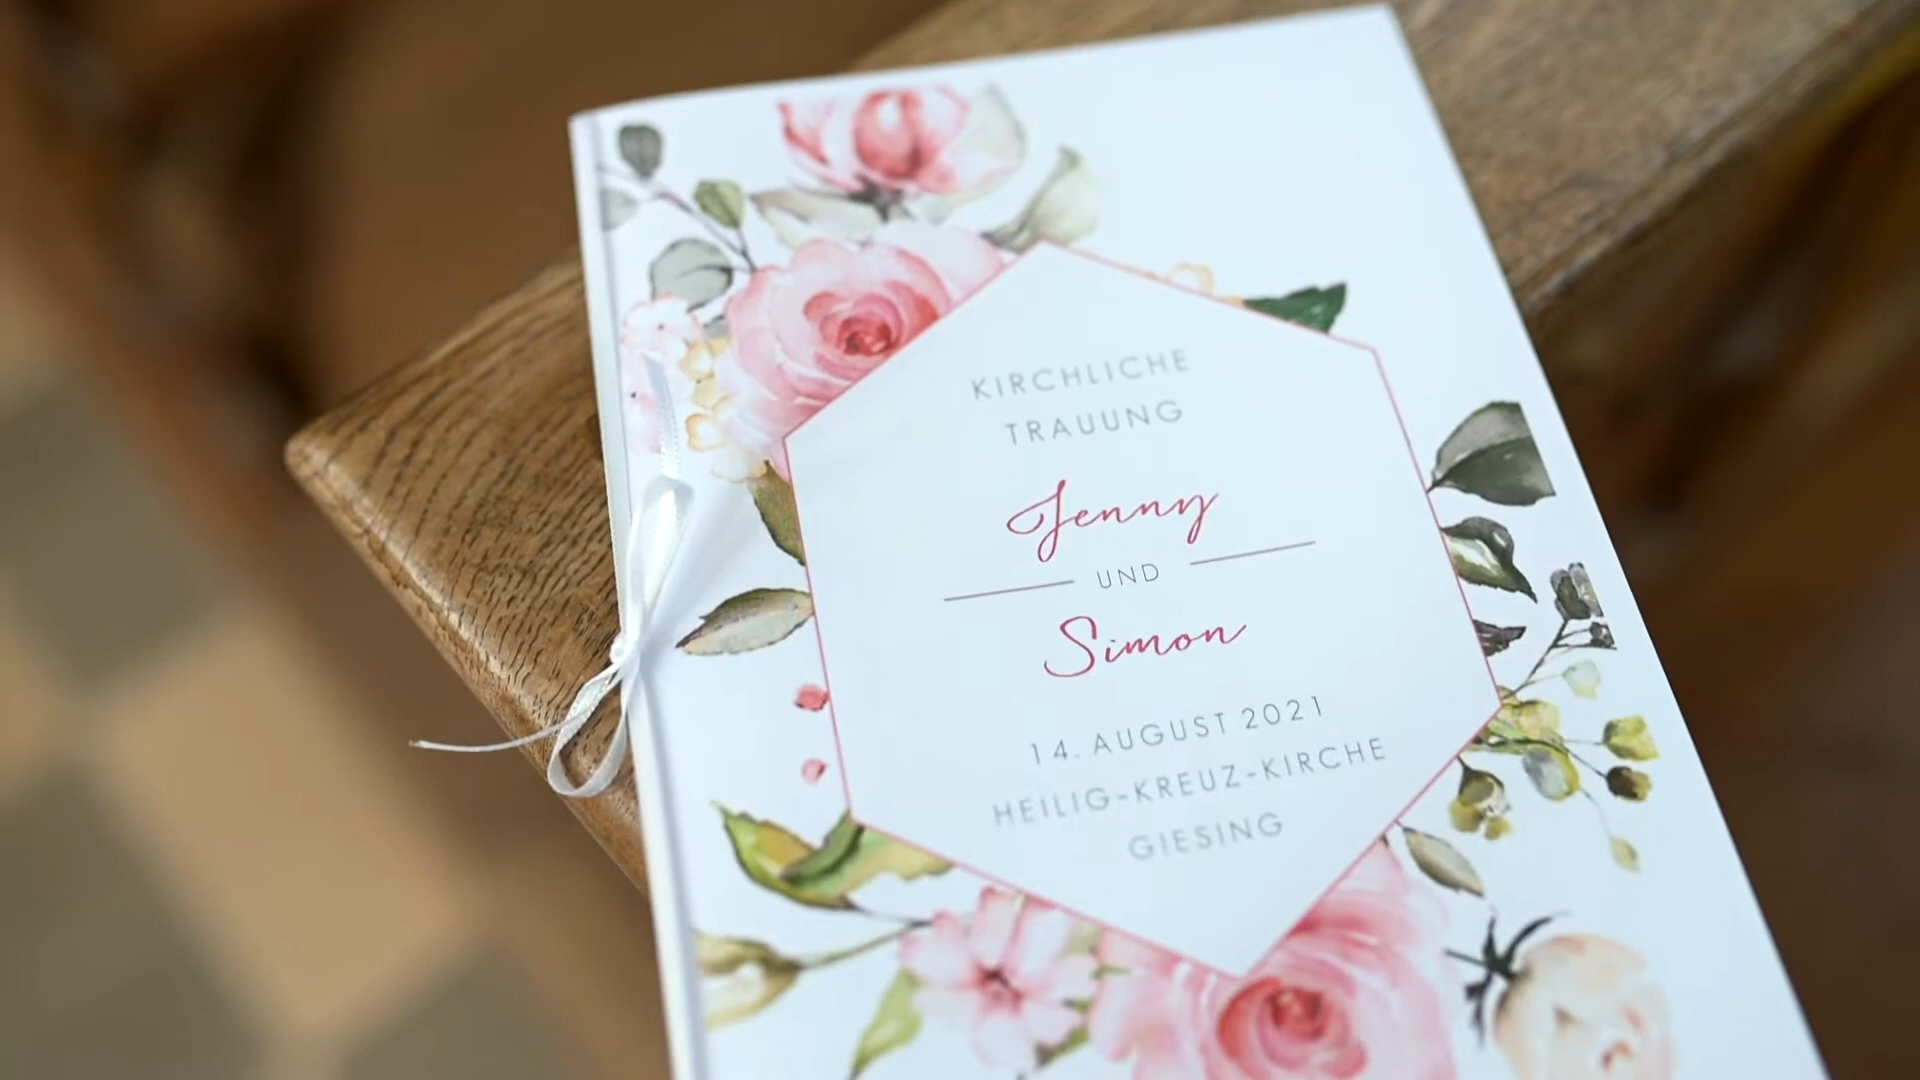 KIRCHLICHE
TRAUUNG
Jenny
UND
Simon
14. AUGUST 2021
HEILIG-KREUZ-KIRCHE
GIESING